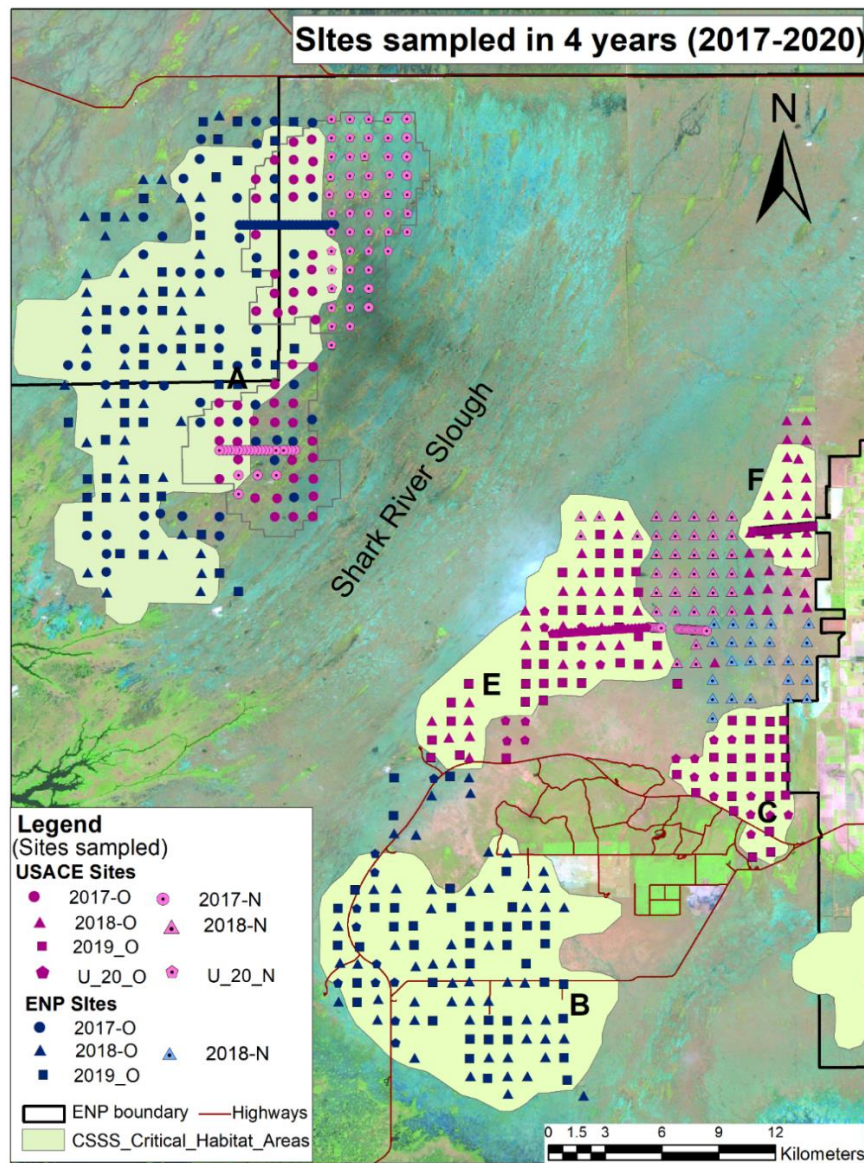 SItes sampled in 4 years (2017-2020)
N
A
Shark River Slough
F
E
C
B
Legend
(Sites sampled)
USACE Sites
2017-O 2017-N
2018-O 2018-N
2019_O
U_20_O U_20_N
ENP SItes
2017-O
2018-O 2018-N
2019_O
ENP boundary Highways
CSSS_Critical_Habitat_Areas
0 1.5 3 6 9 12
Kilometers